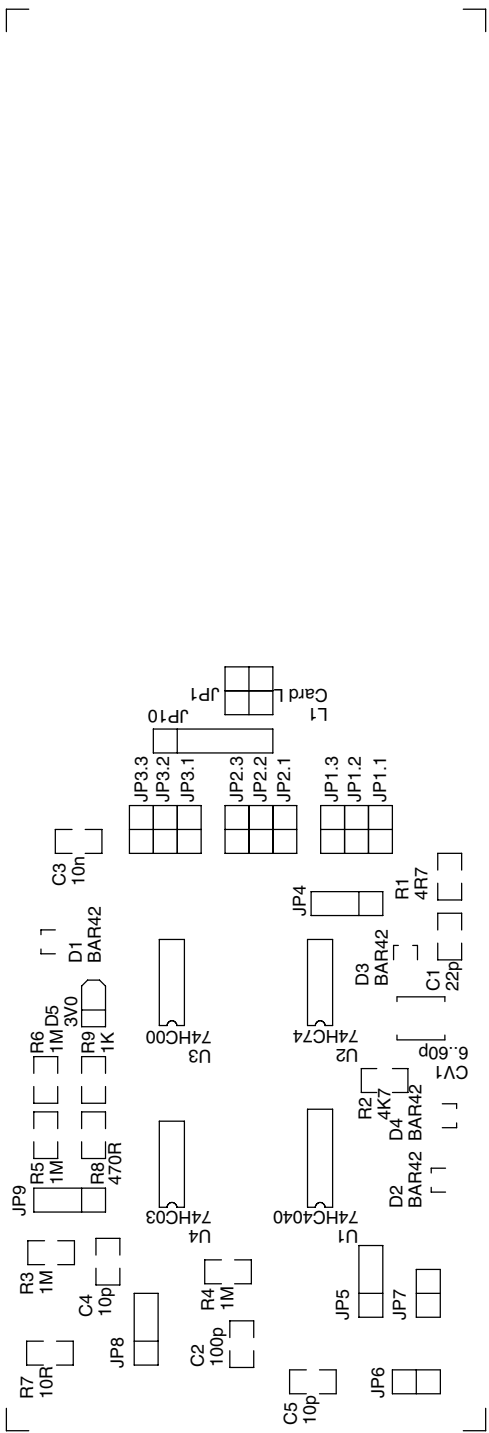 JP1
Card L
L1
JP10
JP3.3
JP3.2
JP3.1
JP2.3
JP2.2
JP2.1
JP1.3
JP1.2
JP1.1
C3
10n
JP4
R1
4R7
D1
BAR42
D3
BAR42
C1
22p
D5
3V0
R6
1M
R9
1K
74HC00
U3
74HC74
U2
6..60p
CV1
R2
4K7
D4
BAR42
R5
1M
R8
470R
JP9
74HC03
U4
74HC4040
U1
D2
BAR42
R3
1M
C4
10p
R4
1M
JP5
JP7
JP8
C2
100p
R7
10R
C5
10p
JP6